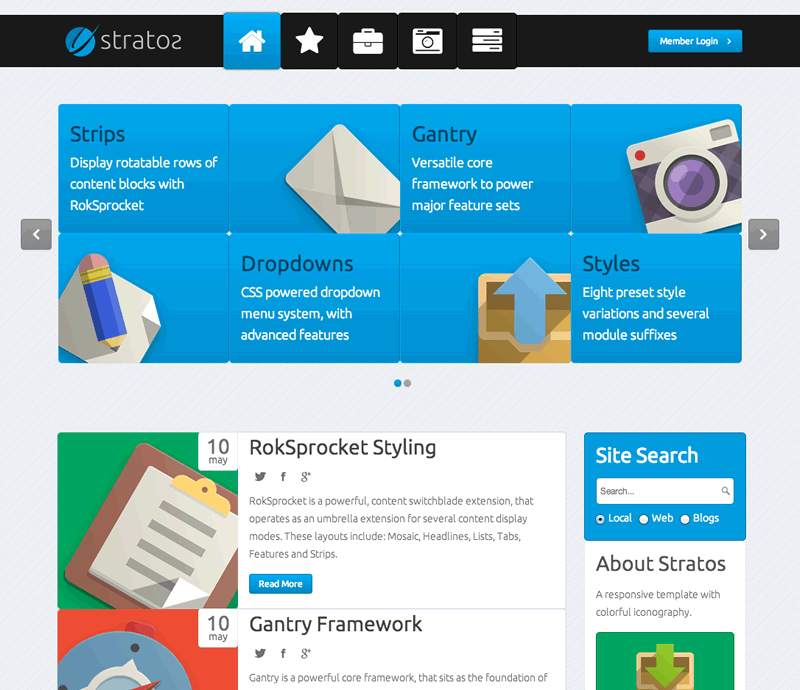 stratos
Member Login
Strips
Display rotatable rows of
content blocks with
RokSprocket
Gantry
Versatile core
framework to power
major feature sets
Dropdowns
CSS powered dropdown
menu system, with
advanced features
Styles
Eight preset style
variations and several
module suffixes
10
may
RokSprocket Styling
RokSprocket is a powerful, content switchblade extension, that
operates as an umbrella extension for several content display
modes. These layouts include: Mosaic, Headlines, Lists, Tabs,
Features and Strips.
Read More
10
may
Gantry Framework
Gantry is a powerful core framework, that sits as the foundation of
Site Search
Search...
Local Web Blogs
About Stratos
A responsive template with
colorful iconography.